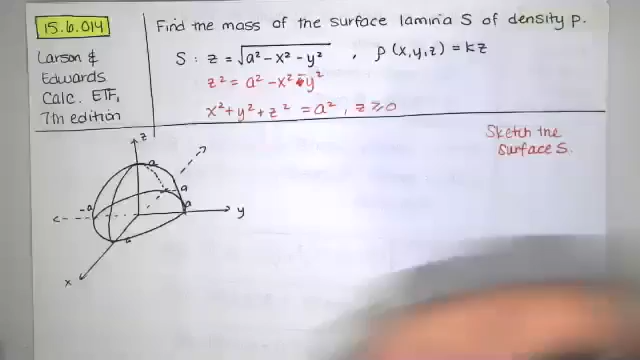 15.6.014
Larson &
Edwards
Calc. ETF,
7th edition
Find the mass of the surface lamina S of density ρ.
S: z = √(a² - x² - y²) , ρ(x,y,z) = kz
z² = a² - x² - y²
x² + y² + z² = a² , z ≥ 0
Sketch the
surface S.
z
a
a
-a
a
y
a
x